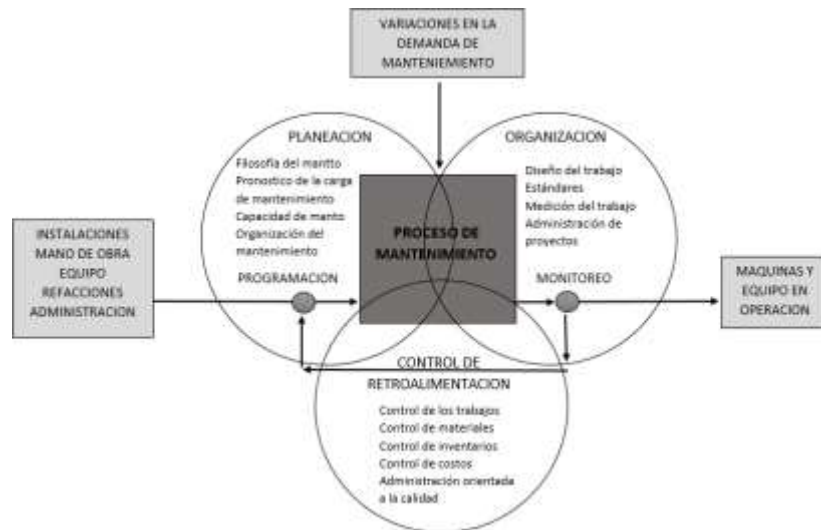 VARIACIONES EN LA
DEMANDA DE
MANTENIEMIENTO
PLANEACION
Filosofía del mantto
Pronostico de la carga
de mantenimiento
Capacidad de manto
Organización del
mantenimiento
PROGRAMACION
ORGANIZACION
Diseño del trabajo
Estándares
Medición del trabajo
Administración de
proyectos
MONITOREO
PROCESO DE
MANTENIMIENTO
INSTALACIONES
MANO DE OBRA
EQUIPO
REFACCIONES
ADMINISTRACION
MAQUINAS Y
EQUIPO EN
OPERACION
CONTROL DE
RETROALIMENTACION
Control de los trabajos
Control de materiales
Control de inventarios
Control de costos
Administración orientada
a la calidad